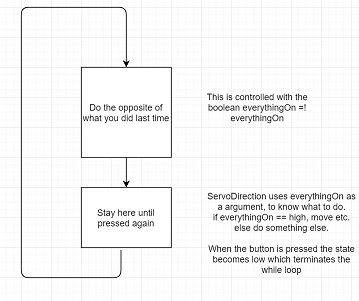 Do the opposite of
what you did last time
This is controlled with the
boolean everythingOn =!
everythingOn
Stay here until
pressed again
ServoDirection uses everythingOn as
a argument, to know what to do.
if everythingOn == high, move etc.
else do something else.
When the button is pressed the state
becomes low which terminates the
while loop